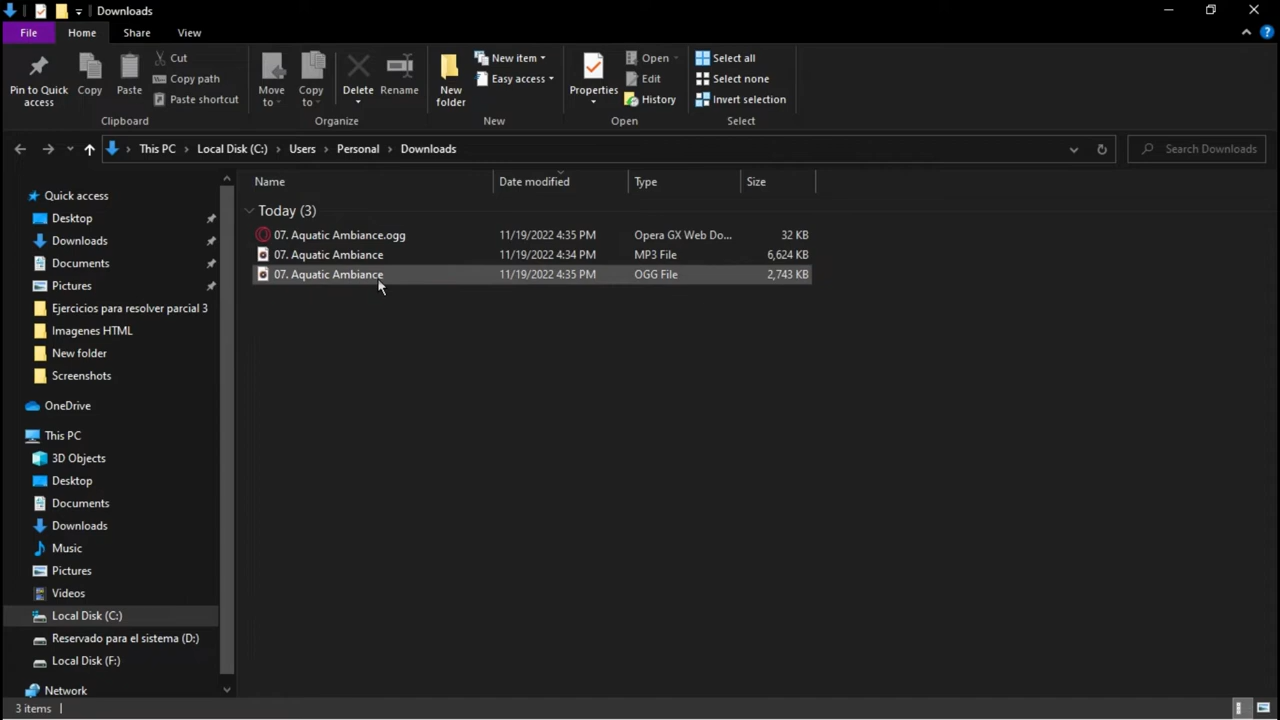 Downloads
File Home Share View
Pin to Quick access
Copy
Paste
Cut
Copy path
Paste shortcut
Clipboard
Move to
Copy to
Delete
Rename
Organize
New folder
New item
Easy access
New
Properties
Open
Edit
History
Open
Select all
Select none
Invert selection
Select
This PC > Local Disk (C:) > Users > Personal > Downloads
Search Downloads
Quick access
Desktop
Downloads
Documents
Pictures
Ejercicios para resolver parcial 3
Imagenes HTML
New folder
Screenshots
OneDrive
This PC
3D Objects
Desktop
Documents
Downloads
Music
Pictures
Videos
Local Disk (C:)
Reservado para el sistema (D:)
Local Disk (F:)
Network
Name Date modified Type Size
Today (3)
07. Aquatic Ambiance.ogg 11/19/2022 4:35 PM Opera GX Web Do... 32 KB
07. Aquatic Ambiance 11/19/2022 4:34 PM MP3 File 6,624 KB
07. Aquatic Ambiance 11/19/2022 4:35 PM OGG File 2,743 KB
3 items